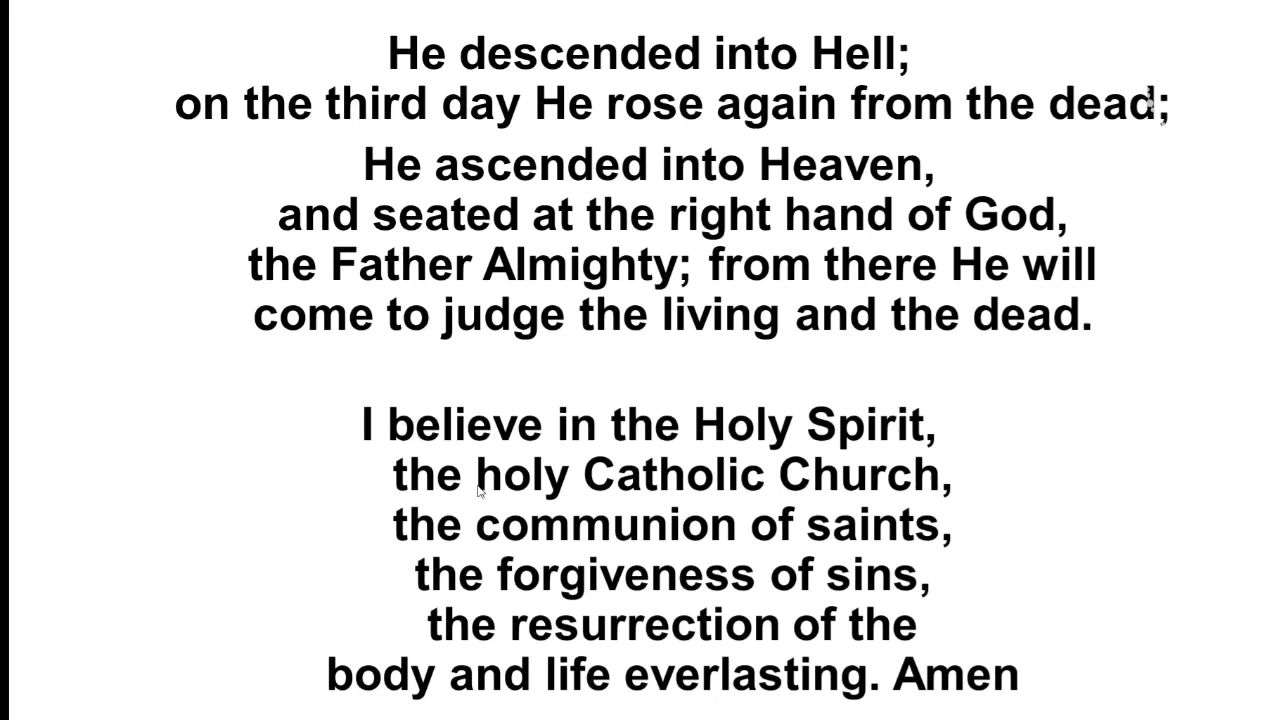 He descended into Hell;
on the third day He rose again from the dead;
He ascended into Heaven,
and seated at the right hand of God,
the Father Almighty; from there He will
come to judge the living and the dead.
I believe in the Holy Spirit,
the holy Catholic Church,
the communion of saints,
the forgiveness of sins,
the resurrection of the
body and life everlasting. Amen